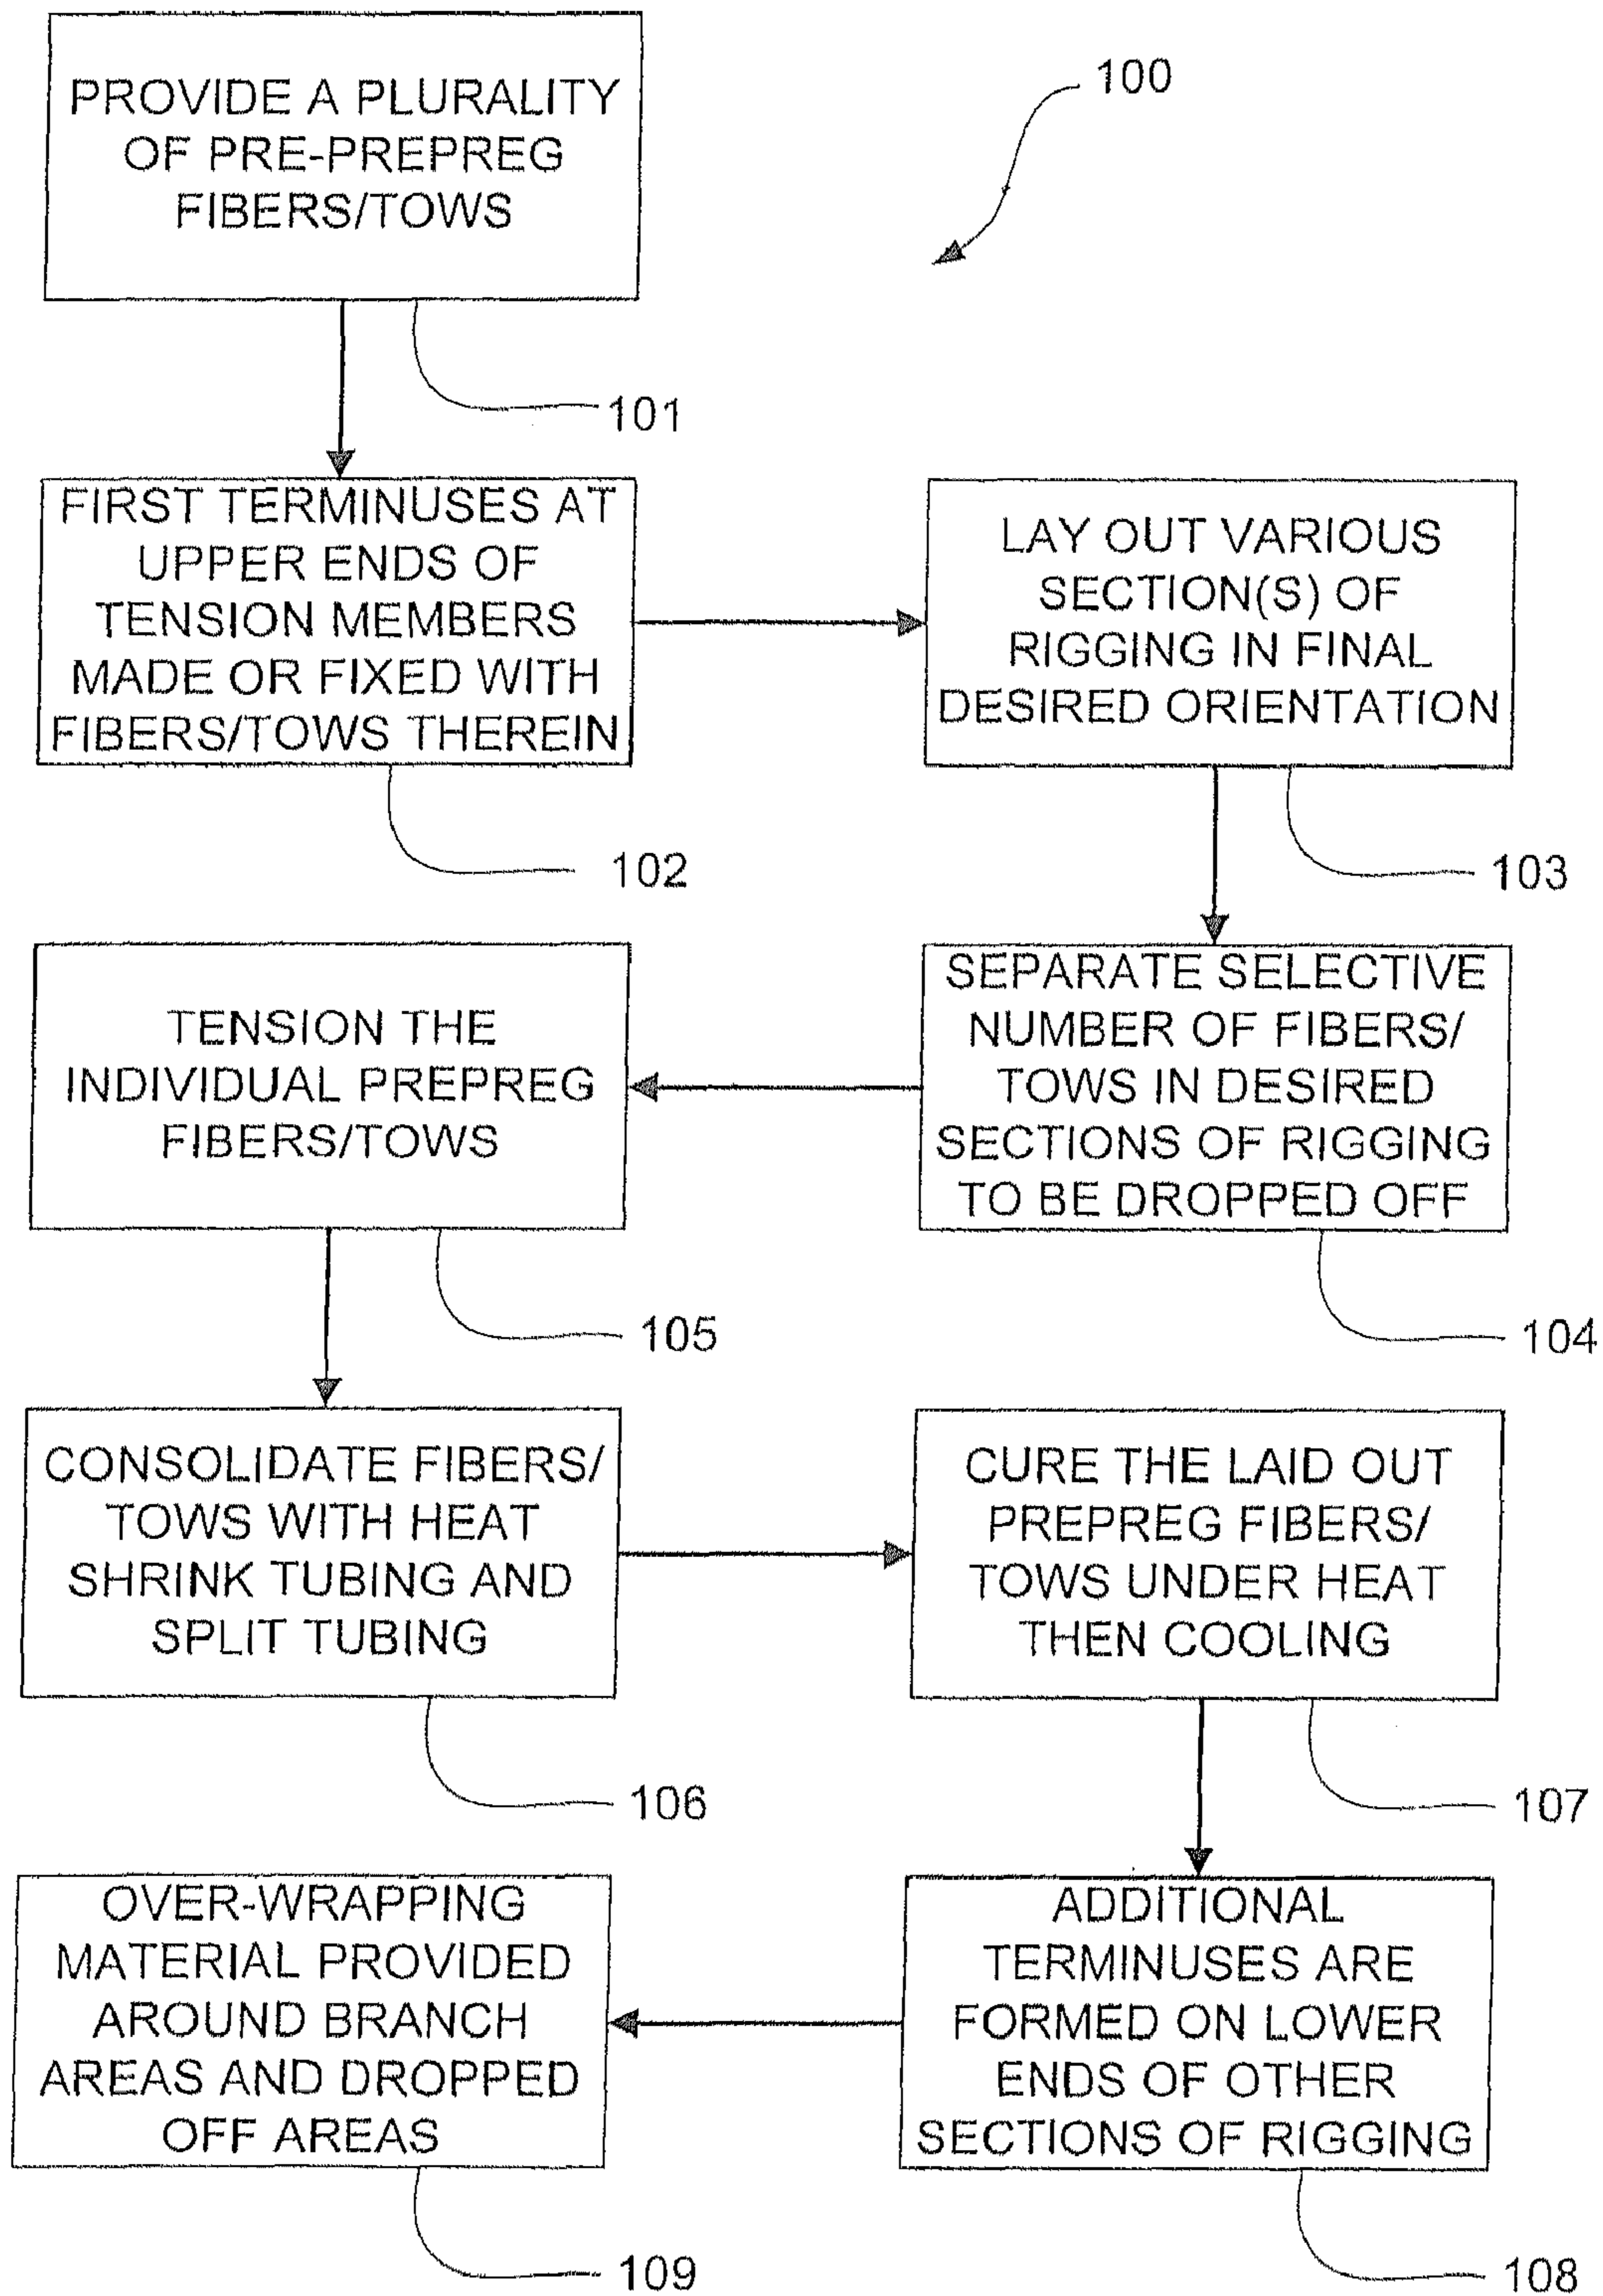 PROVIDE A PLURALITY
OF PRE-PREPREG
FIBERS/TOWS
100
101
FIRST TERMINUSES AT
UPPER ENDS OF
TENSION MEMBERS
MADE OR FIXED WITH
FIBERS/TOWS THEREIN
102
LAY OUT VARIOUS
SECTION(S) OF
RIGGING IN FINAL
DESIRED ORIENTATION
103
SEPARATE SELECTIVE
NUMBER OF FIBERS/
TOWS IN DESIRED
SECTIONS OF RIGGING
TO BE DROPPED OFF
104
TENSION THE
INDIVIDUAL PREPREG
FIBERS/TOWS
105
CONSOLIDATE FIBERS/
TOWS WITH HEAT
SHRINK TUBING AND
SPLIT TUBING
106
CURE THE LAID OUT
PREPREG FIBERS/
TOWS UNDER HEAT
THEN COOLING
107
ADDITIONAL
TERMINUSES ARE
FORMED ON LOWER
ENDS OF OTHER
SECTIONS OF RIGGING
108
OVER-WRAPPING
MATERIAL PROVIDED
AROUND BRANCH
AREAS AND DROPPED
OFF AREAS
109